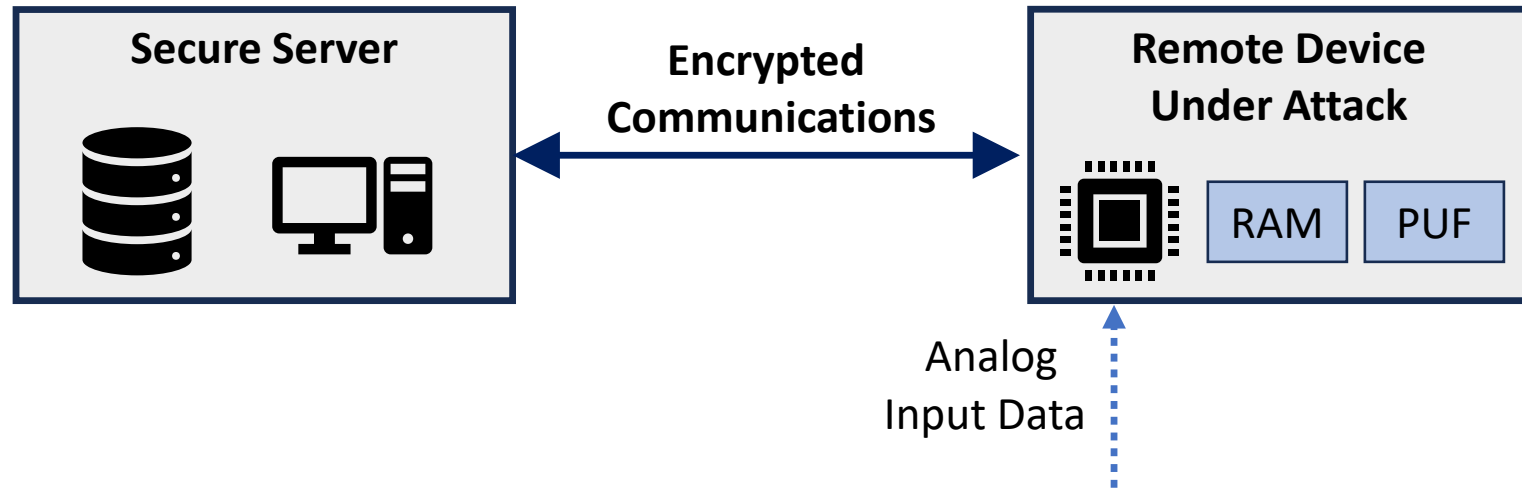 Secure Server
Encrypted
Communications
Remote Device
Under Attack
RAM
PUF
Analog
Input Data